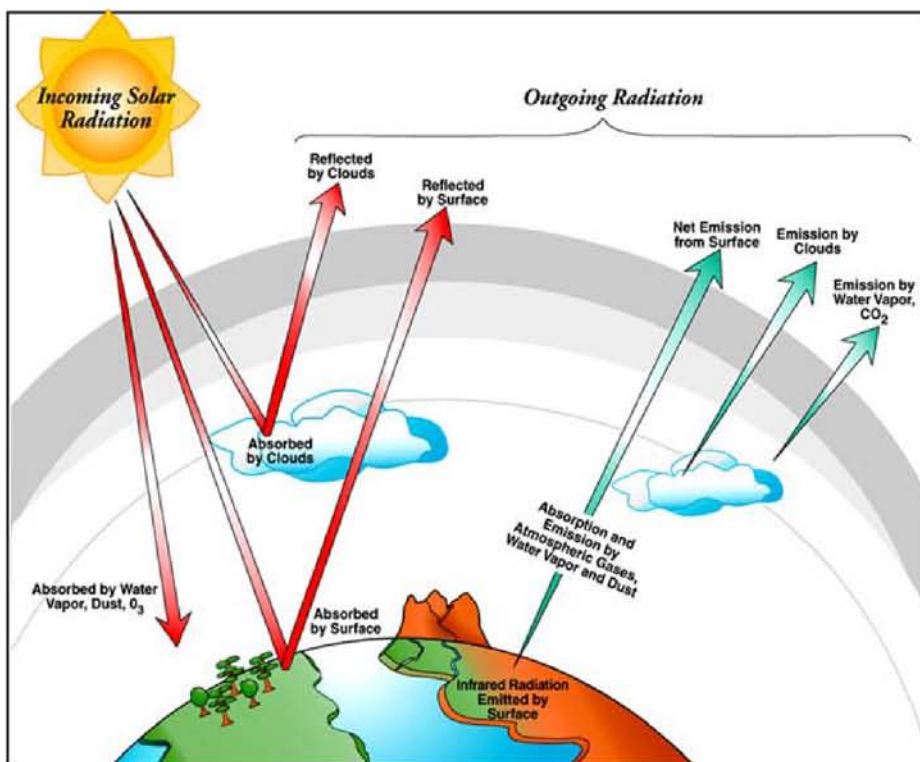 Incoming Solar
Radiation
Outgoing Radiation
Reflected
by Clouds
Reflected
by Surface
Net Emission
from Surface
Emission by
Clouds
Emission by
Water Vapor,
CO₂
Absorbed
by Clouds
Absorption and
Emission by
Atmospheric Gases,
Water Vapor and Dust
Absorbed by Water
Vapor, Dust, 0₃
Absorbed
by Surface
Infrared Radiation
Emitted by
Surface